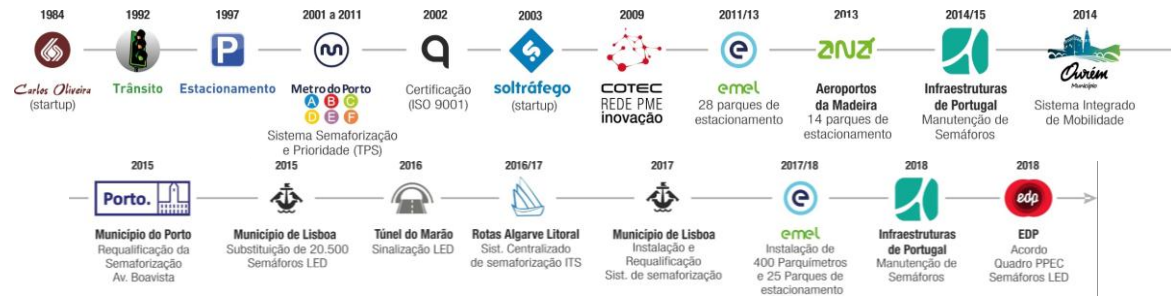 1984
Carlos Oliveira
(startup)
1992
Trânsito
1997
P
Estacionamento
2001 a 2011
Metro do Porto
A B C
D E F
Sistema Semaforização
e Prioridade (TPS)
2002
Certificação
(ISO 9001)
2003
soltráfego
(startup)
2009
COTEC
REDE PME
inovação
2011/13
e
emel
28 parques de
estacionamento
2013
ana
Aeroportos
da Madeira
14 parques de
estacionamento
2014/15
Infraestruturas
de Portugal
Manutenção de
Semáforos
2014
Ourém
Município
Sistema Integrado
de Mobilidade
2015
Porto.
Município do Porto
Requalificação da
Semaforização
Av. Boavista
2015
Município de Lisboa
Substituição de 20.500
Semáforos LED
2016
Túnel do Marão
Sinalização LED
2016/17
Rotas Algarve Litoral
Sist. Centralizado
de semaforização ITS
2017
Município de Lisboa
Instalação e
Requalificação
Sist. de semaforização
2017/18
e
emel
Instalação de
400 Parquímetros
e 25 Parques de
estacionamento
2018
Infraestruturas
de Portugal
Manutenção de
Semáforos
2018
edp
EDP
Acordo
Quadro PPEC
Semáforos LED